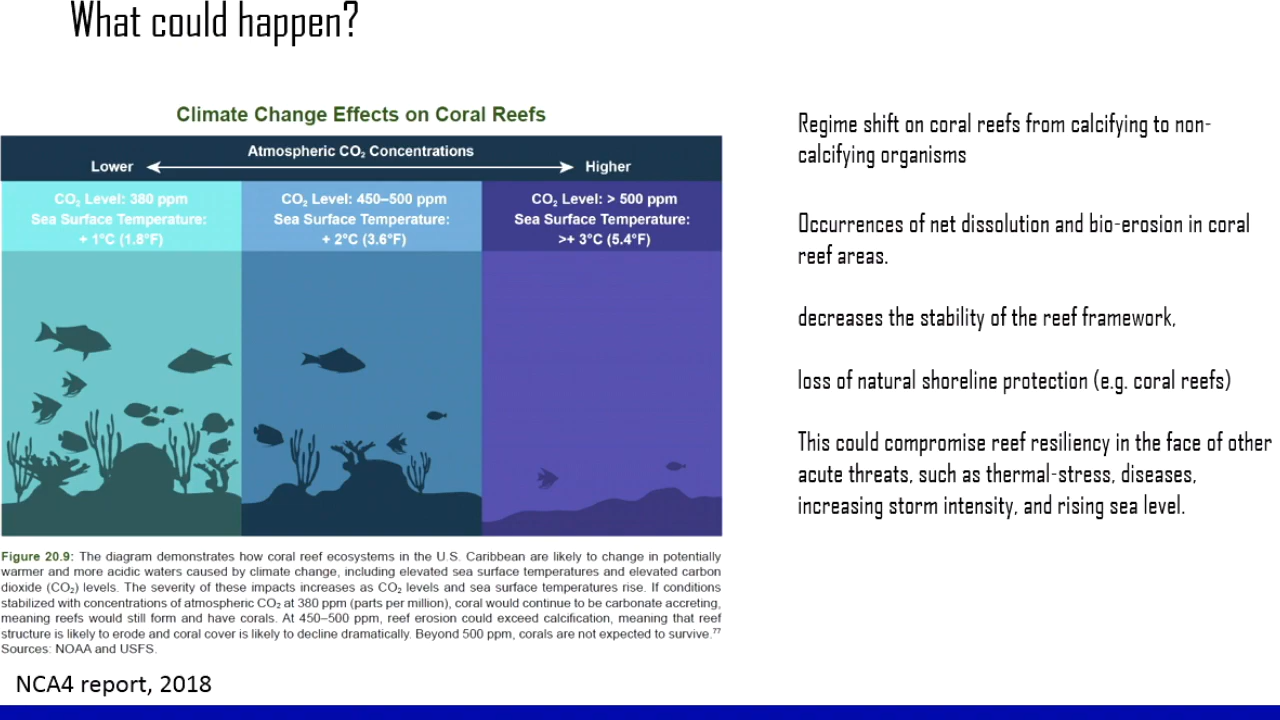 What could happen?
Climate Change Effects on Coral Reefs
Atmospheric CO₂ Concentrations
Lower Higher
CO₂ Level: 380 ppm
Sea Surface Temperature:
+ 1°C (1.8°F)
CO₂ Level: 450–500 ppm
Sea Surface Temperature:
+ 2°C (3.6°F)
CO₂ Level: > 500 ppm
Sea Surface Temperature:
>+ 3°C (5.4°F)
Figure 20.9: The diagram demonstrates how coral reef ecosystems in the U.S. Caribbean are likely to change in potentially
warmer and more acidic waters caused by climate change, including elevated sea surface temperatures and elevated carbon
dioxide (CO₂) levels. The severity of these impacts increases as CO₂ levels and sea surface temperatures rise. If conditions
stabilized with concentrations of atmospheric CO₂ at 380 ppm (parts per million), coral would continue to be carbonate accreting,
meaning reefs would still form and have corals. At 450–500 ppm, reef erosion could exceed calcification, meaning that reef
structure is likely to erode and coral cover is likely to decline dramatically. Beyond 500 ppm, corals are not expected to survive.⁷⁷
Sources: NOAA and USFS.
NCA4 report, 2018
Regime shift on coral reefs from calcifying to non-
calcifying organisms
Occurrences of net dissolution and bio-erosion in coral
reef areas.
decreases the stability of the reef framework,
loss of natural shoreline protection (e.g. coral reefs)
This could compromise reef resiliency in the face of other
acute threats, such as thermal-stress, diseases,
increasing storm intensity, and rising sea level.